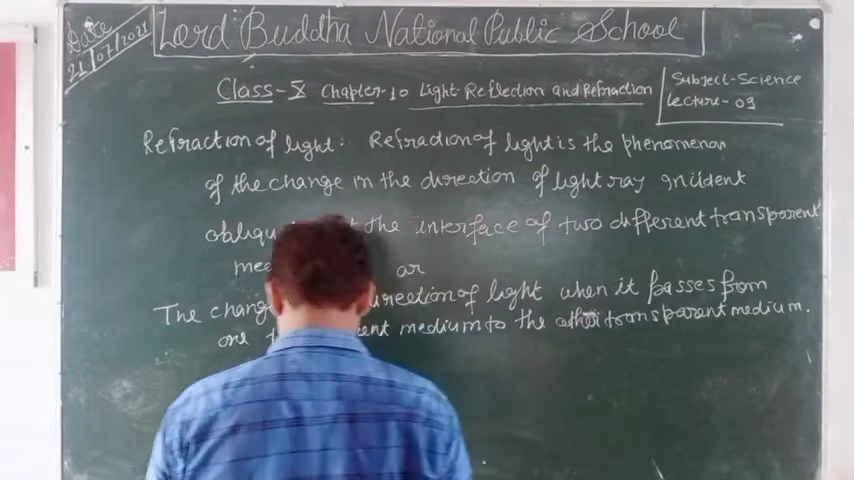 Date
21/07/2021
Lord Buddha National Public School
Class-X Chapter-10 Light-Reflection and Refraction
Subject-Science
Lecture-09
Refraction of light:- Refraction of light is the phenomenon
of the change in the direction of light ray incident
the interface of two different transparent
or
The change direction of light when it passes from
one medium to the other transparent medium.